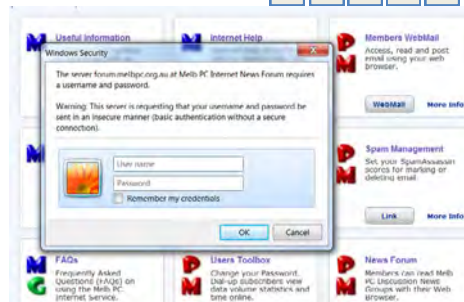 Useful Information
Internet Help
Members WebMail
Access, read and post
email using your web
browser.
WebMail
More Info
Windows Security
The server forum.melbpc.org.au at Melb PC Internet News Forum requires
a username and password.
Warning: This server is requesting that your username and password be
sent in an insecure manner (basic authentication without a secure
connection).
User name
Password
Remember my credentials
OK
Cancel
Spam Management
Set your SpamAssassin
scores for marking or
deleting email.
Link
More Info
FAQs
Frequently Asked
Questions (FAQs) on
using the Melb PC
Internet Service.
Users Toolbox
Change your Password.
Dial-up subscribers view
data volume statistics and
time online.
News Forum
Members can read Melb
PC Discussion News
Groups with their Web
browser.